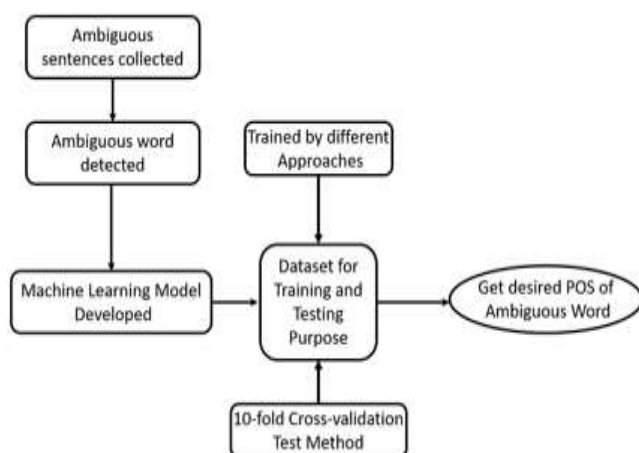 Ambiguous
sentences collected
Ambiguous word
detected
Trained by different
Approaches
Machine Learning Model
Developed
Dataset for
Training and
Testing
Purpose
Get desired POS of
Ambiguous Word
10-fold Cross-validation
Test Method